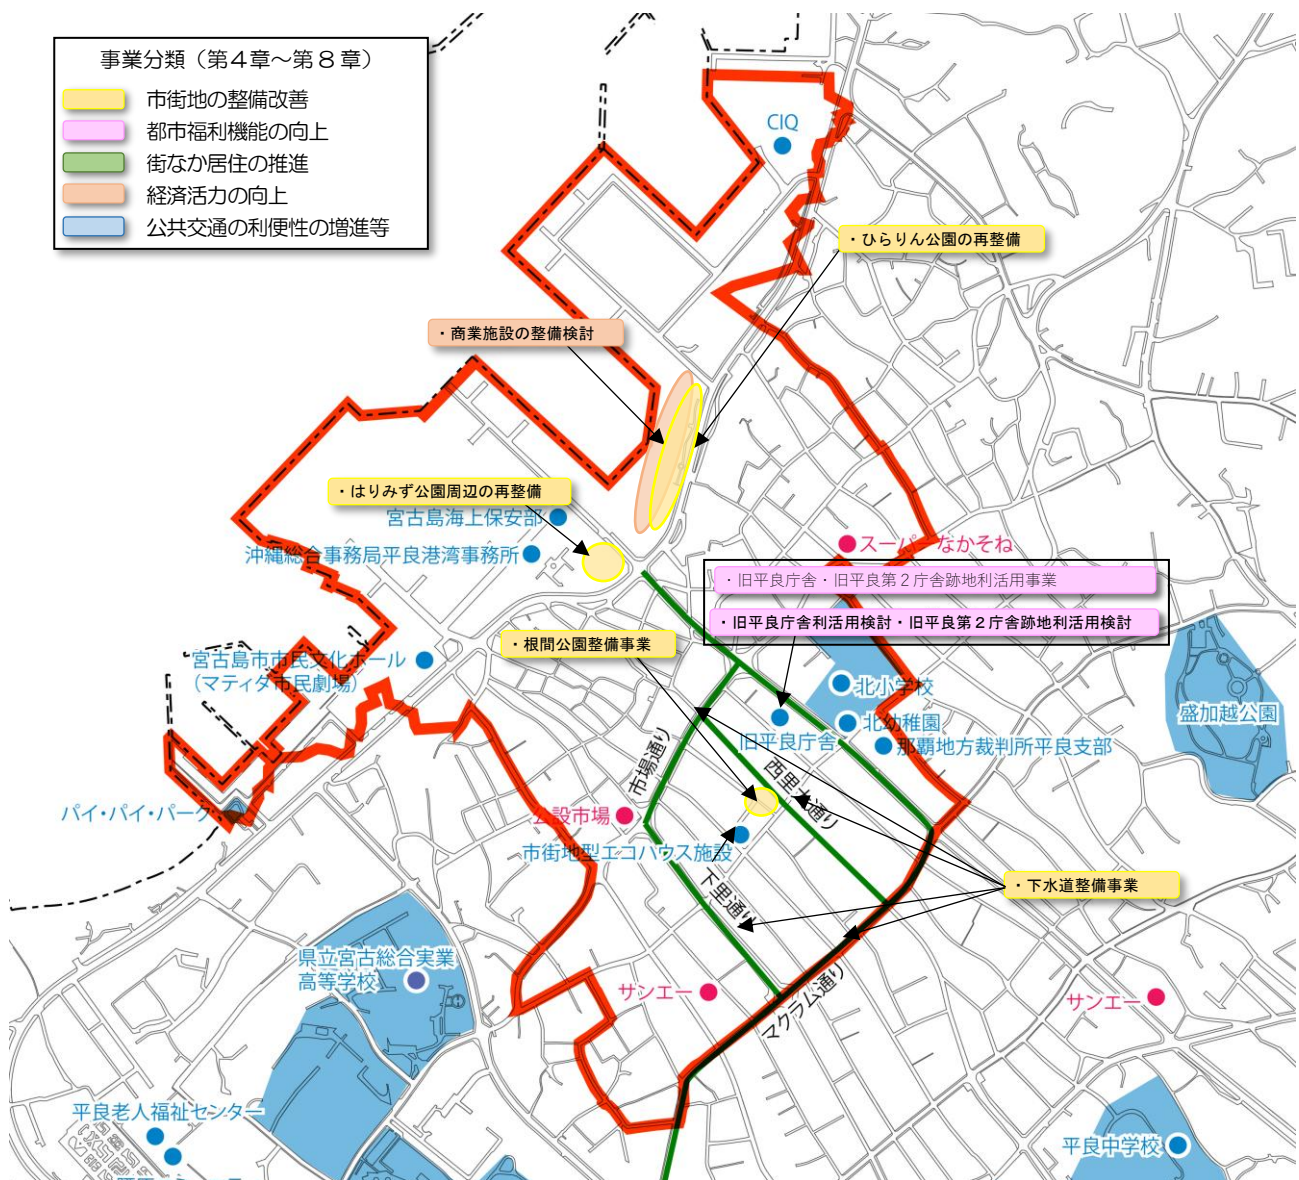 事業分類（第４章～第８章）
市街地の整備改善
都市福利機能の向上
街なか居住の推進
経済活力の向上
公共交通の利便性の増進等
CIQ
・ひらりん公園の再整備
・商業施設の整備検討
・はりみず公園周辺の再整備
宮古島海上保安部
沖縄総合事務局平良港湾事務所
スーパーなかそね
・旧平良庁舎・旧平良第２庁舎跡地利活用事業
・旧平良庁舎利活用検討・旧平良第２庁舎跡地利活用検討
・根間公園整備事業
宮古島市市民文化ホール
（マティダ市民劇場）
北小学校
北幼稚園
旧平良庁舎
那覇地方裁判所平良支部
盛加越公園
市場通り
西里大通り
パイ・パイ・パーク
公設市場
市街地型エコハウス施設
下里通り
・下水道整備事業
県立宮古総合実業
高等学校
サンエー
マクラム通り
サンエー
平良老人福祉センター
平良中学校